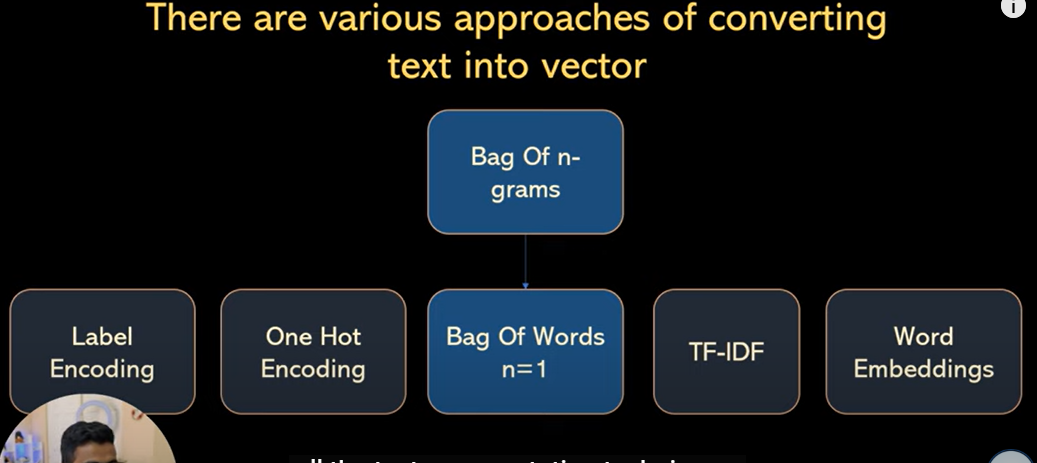 There are various approaches of converting
text into vector
Bag Of n-
grams
Label
Encoding
One Hot
Encoding
Bag Of Words
n=1
TF-IDF
Word
Embeddings
i